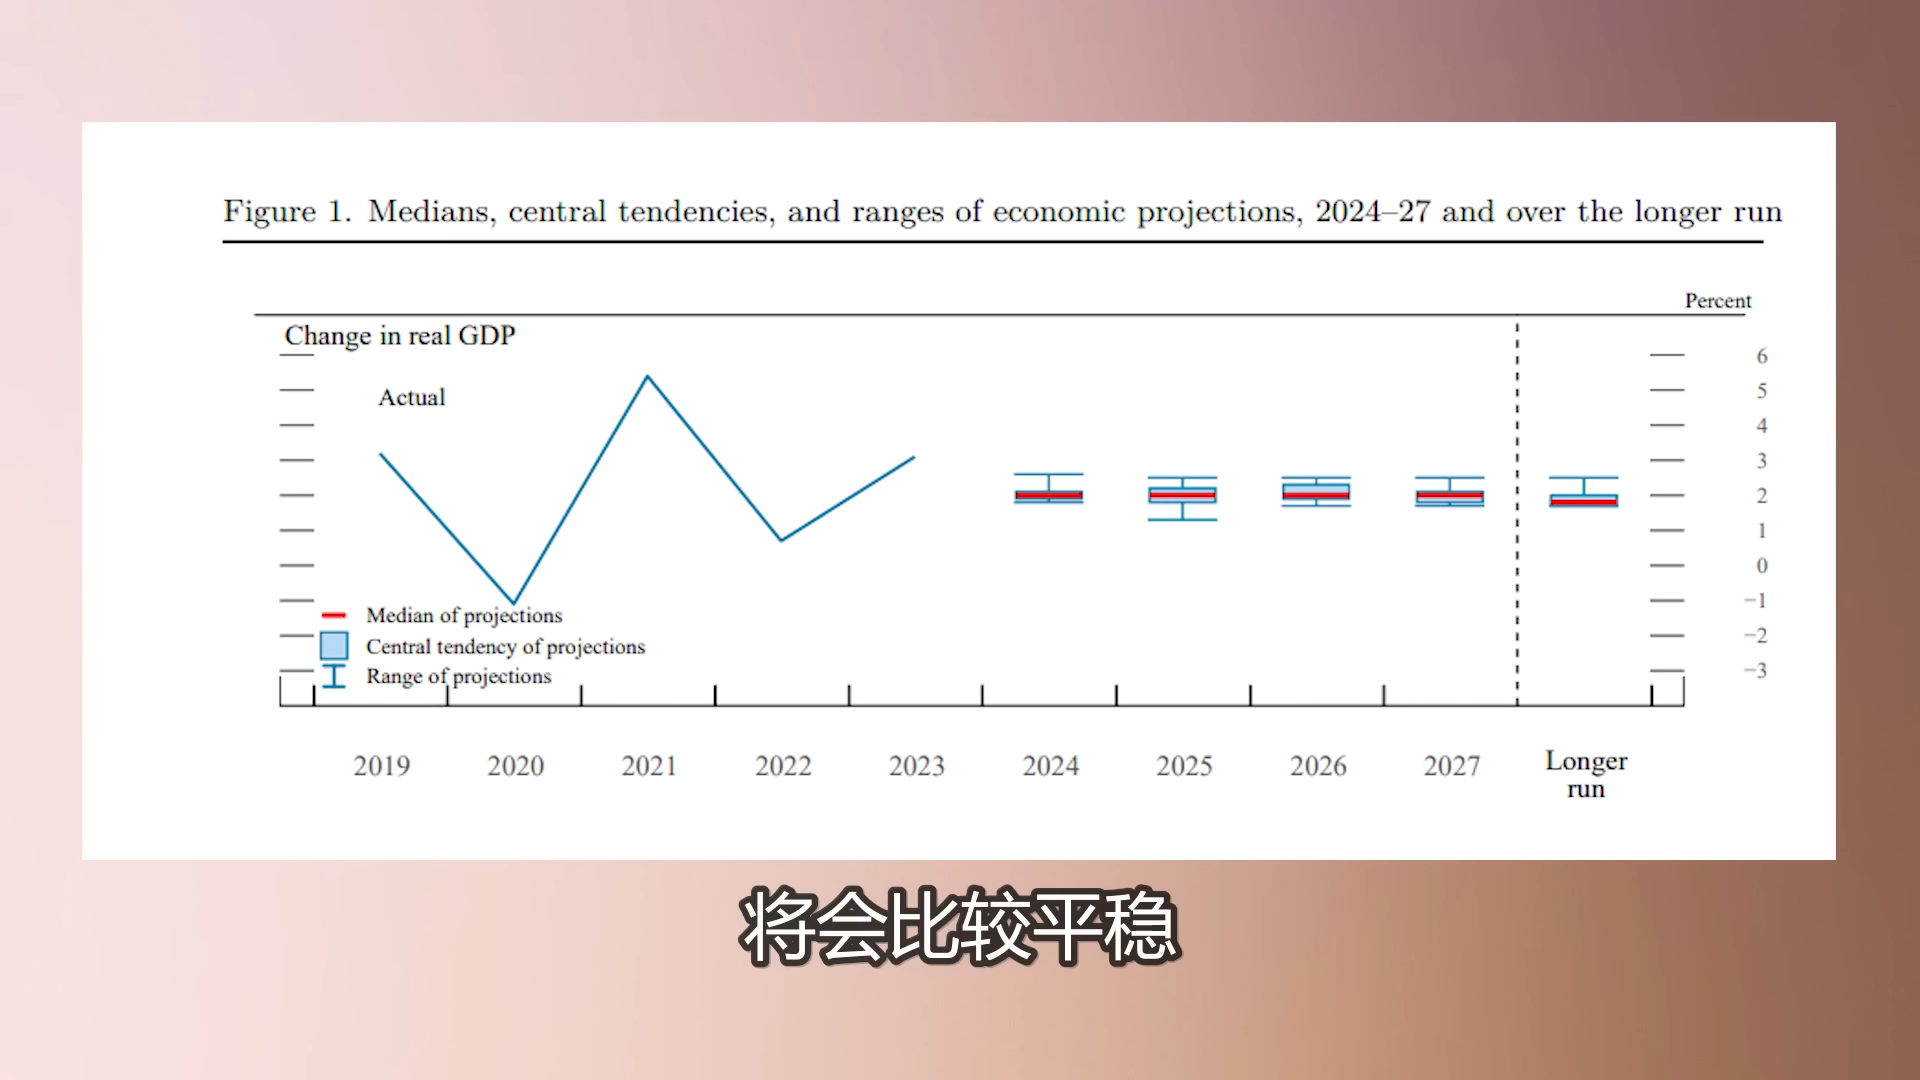 Figure 1. Medians, central tendencies, and ranges of economic projections, 2024–27 and over the longer run
Percent
Change in real GDP
Actual
6
5
4
3
2
1
0
−1
−2
−3
Median of projections
Central tendency of projections
Range of projections
2019 2020 2021 2022 2023 2024 2025 2026 2027 Longer
run
将会比较平稳